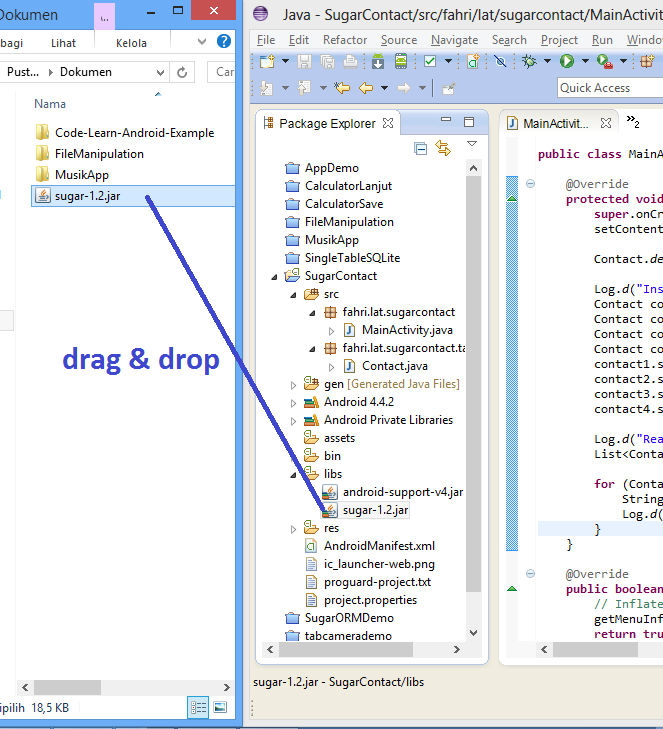 Dokumen
...
bagi Lihat Kelola
Pust... Dokumen Car
Nama
Code-Learn-Android-Example
FileManipulation
MusikApp
sugar-1.2.jar
drag & drop
ipilih 18,5 KB
Java - SugarContact/src/fahri/lat/sugarcontact/MainActivit
File Edit Refactor Source Navigate Search Project Run Window
Quick Access
Package Explorer
AppDemo
CalculatorLanjut
CalculatorSave
FileManipulation
MusikApp
SingleTableSQLite
SugarContact
src
fahri.lat.sugarcontact
MainActivity.java
fahri.lat.sugarcontact.ta
Contact.java
gen [Generated Java Files]
Android 4.4.2
Android Private Libraries
assets
bin
libs
android-support-v4.jar
sugar-1.2.jar
res
AndroidManifest.xml
ic_launcher-web.png
proguard-project.txt
project.properties
SugarORMDemo
tabcamerademo
MainActivit... »2
public class MainA
@Override
protected void
super.onCr
setContent
Contact.de
Log.d("Ins
Contact co
Contact co
Contact co
Contact co
contact1.s
contact2.s
contact3.s
contact4.s
Log.d("Rea
List<Conta
for (Conta
String
Log.d(
}
}
@Override
public boolean
// Inflate
getMenuInf
return tru
sugar-1.2.jar - SugarContact/libs